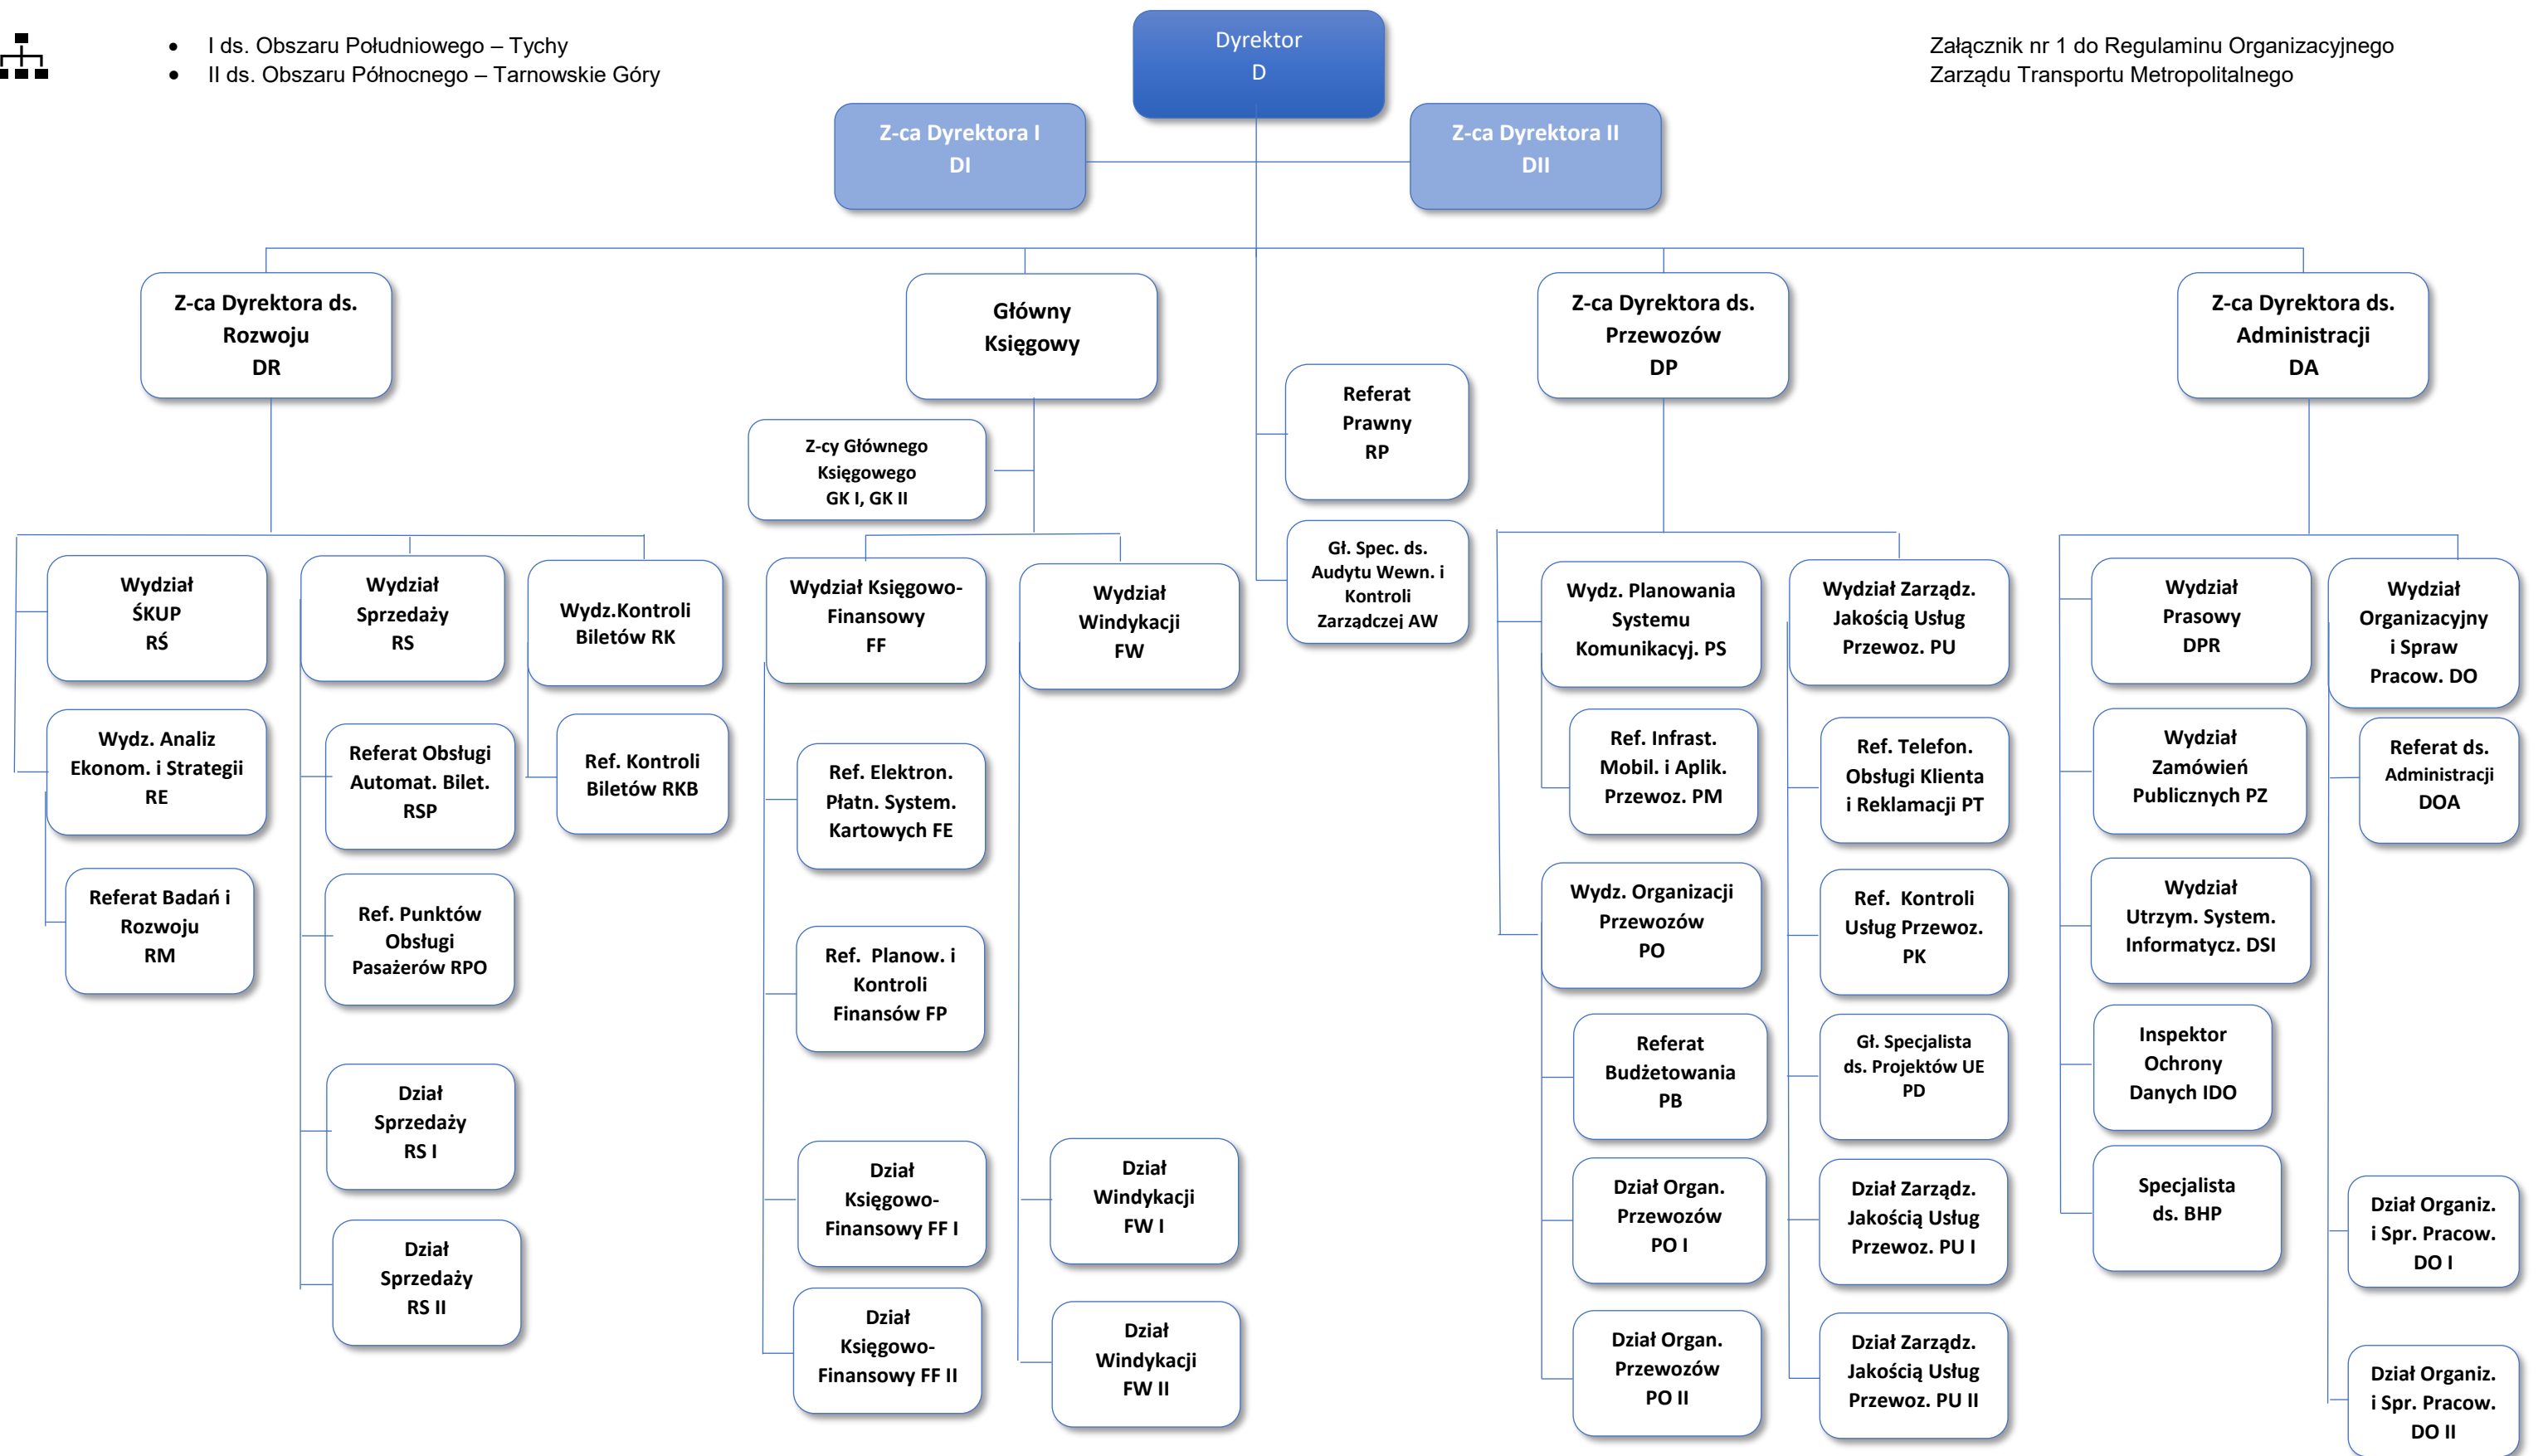 • I ds. Obszaru Południowego – Tychy
• II ds. Obszaru Północnego – Tarnowskie Góry
Załącznik nr 1 do Regulaminu Organizacyjnego
Zarządu Transportu Metropolitalnego
Dyrektor
D
Z-ca Dyrektora I
DI
Z-ca Dyrektora II
DII
Z-ca Dyrektora ds.
Rozwoju
DR
Główny
Księgowy
Z-ca Dyrektora ds.
Przewozów
DP
Z-ca Dyrektora ds.
Administracji
DA
Z-cy Głównego
Księgowego
GK I, GK II
Referat
Prawny
RP
Gł. Spec. ds.
Audytu Wewn. i
Kontroli
Zarządczej AW
Wydział
ŚKUP
RŚ
Wydz. Analiz
Ekonom. i Strategii
RE
Referat Badań i
Rozwoju
RM
Wydział
Sprzedaży
RS
Referat Obsługi
Automat. Bilet.
RSP
Ref. Punktów
Obsługi
Pasażerów RPO
Dział
Sprzedaży
RS I
Dział
Sprzedaży
RS II
Wydz.Kontroli
Biletów RK
Ref. Kontroli
Biletów RKB
Wydział Księgowo-
Finansowy
FF
Ref. Elektron.
Płatn. System.
Kartowych FE
Ref. Planow. i
Kontroli
Finansów FP
Dział
Księgowo-
Finansowy FF I
Dział
Księgowo-
Finansowy FF II
Wydział
Windykacji
FW
Dział
Windykacji
FW I
Dział
Windykacji
FW II
Wydz. Planowania
Systemu
Komunikacyj. PS
Ref. Infrast.
Mobil. i Aplik.
Przewoz. PM
Wydz. Organizacji
Przewozów
PO
Referat
Budżetowania
PB
Dział Organ.
Przewozów
PO I
Dział Organ.
Przewozów
PO II
Wydział Zarządz.
Jakością Usług
Przewoz. PU
Ref. Telefon.
Obsługi Klienta
i Reklamacji PT
Ref. Kontroli
Usług Przewoz.
PK
Gł. Specjalista
ds. Projektów UE
PD
Dział Zarządz.
Jakością Usług
Przewoz. PU I
Dział Zarządz.
Jakością Usług
Przewoz. PU II
Wydział
Prasowy
DPR
Wydział
Zamówień
Publicznych PZ
Wydział
Utrzym. System.
Informatycz. DSI
Inspektor
Ochrony
Danych IDO
Specjalista
ds. BHP
Wydział
Organizacyjny
i Spraw
Pracow. DO
Referat ds.
Administracji
DOA
Dział Organiz.
i Spr. Pracow.
DO I
Dział Organiz.
i Spr. Pracow.
DO II